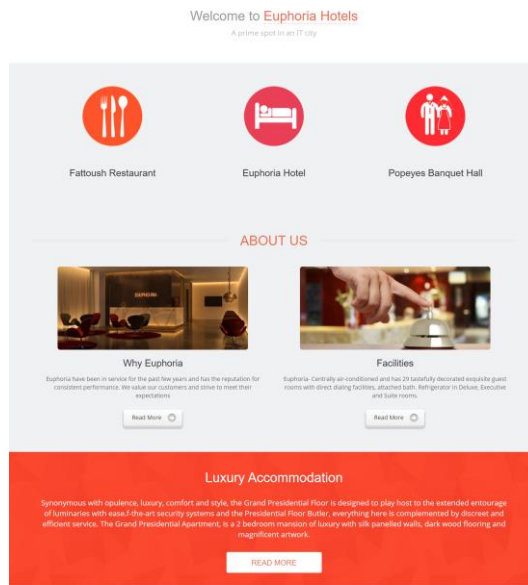 Welcome to Euphoria Hotels
A prime spot in an IT city
Fattoush Restaurant
Euphoria Hotel
Popeyes Banquet Hall
ABOUT US
EUPHORIA
Why Euphoria
Euphoria have been in service for the past few years and has the reputation for
consistent performance. We value our customers and strive to meet their
expectations
Read More
Facilities
Euphoria- Centrally air-conditioned and has 29 tastefully decorated exquisite guest
rooms with direct dialing facilities, attached bath. Refrigerator in Deluxe, Executive
and Suite rooms
Read More
Luxury Accommodation
Synonymous with opulence, luxury, comfort and style, the Grand Presidential Floor is designed to play host to the extended entourage
of luminaries with ease.f-the-art security systems and the Presidential Floor Butler, everything here is complemented by discreet and
efficient service. The Grand Presidential Apartment, is a 2 bedroom mansion of luxury with silk panelled walls, dark wood flooring and
magnificent artwork.
READ MORE